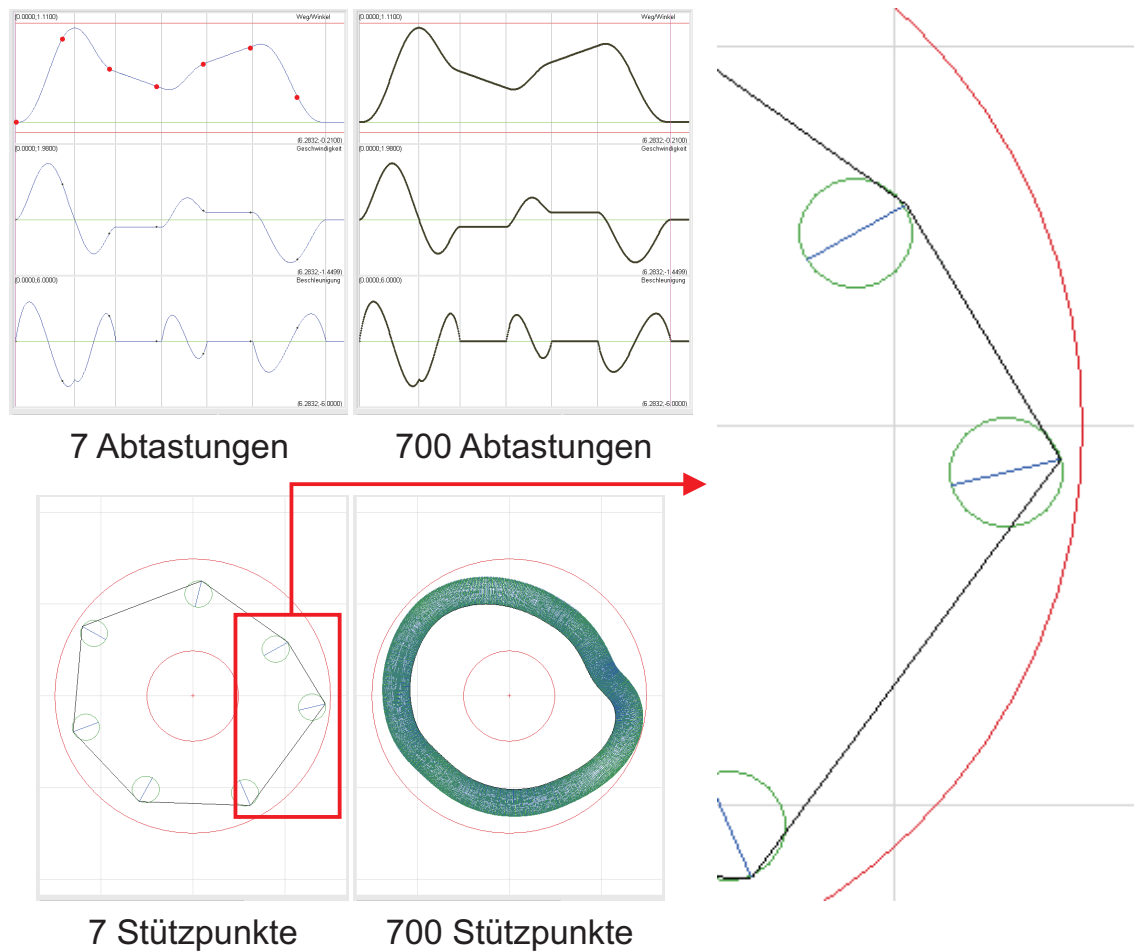 (0.0000;1.1100) Weg/Winkel
(6.2832;-0.2100)
(0.0000;1.9800) Geschwindigkeit
(6.2832;-1.4499)
(0.0000;6.0000) Beschleunigung
(6.2832;-6.0000)
(0.0000;1.1100) Weg/Winkel
(6.2832;-0.2100)
(0.0000;1.9800) Geschwindigkeit
(6.2832;-1.4499)
(0.0000;6.0000) Beschleunigung
(6.2832;-6.0000)
7 Abtastungen
700 Abtastungen
7 Stützpunkte
700 Stützpunkte